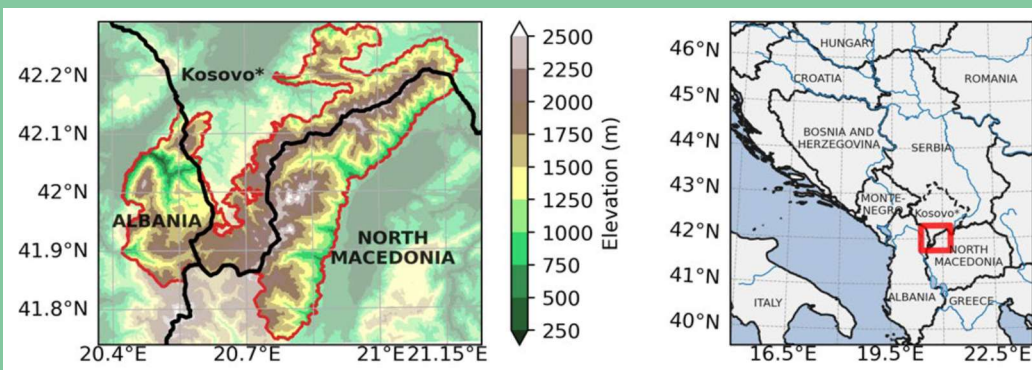 42.2°N
42.1°N
42°N
41.9°N
41.8°N
20.4°E
20.7°E
21°E
21.15°E
Kosovo*
ALBANIA
NORTH
MACEDONIA
2500
2250
2000
1750
1500
1250
1000
750
500
250
Elevation (m)
46°N
45°N
44°N
43°N
42°N
41°N
40°N
16.5°E
19.5°E
22.5°E
HUNGARY
CROATIA
ROMANIA
BOSNIA AND
HERZEGOVINA
SERBIA
MONTE-
NEGRO
Kosovo*
NORTH
MACEDONIA
ITALY
ALBANIA
GREECE